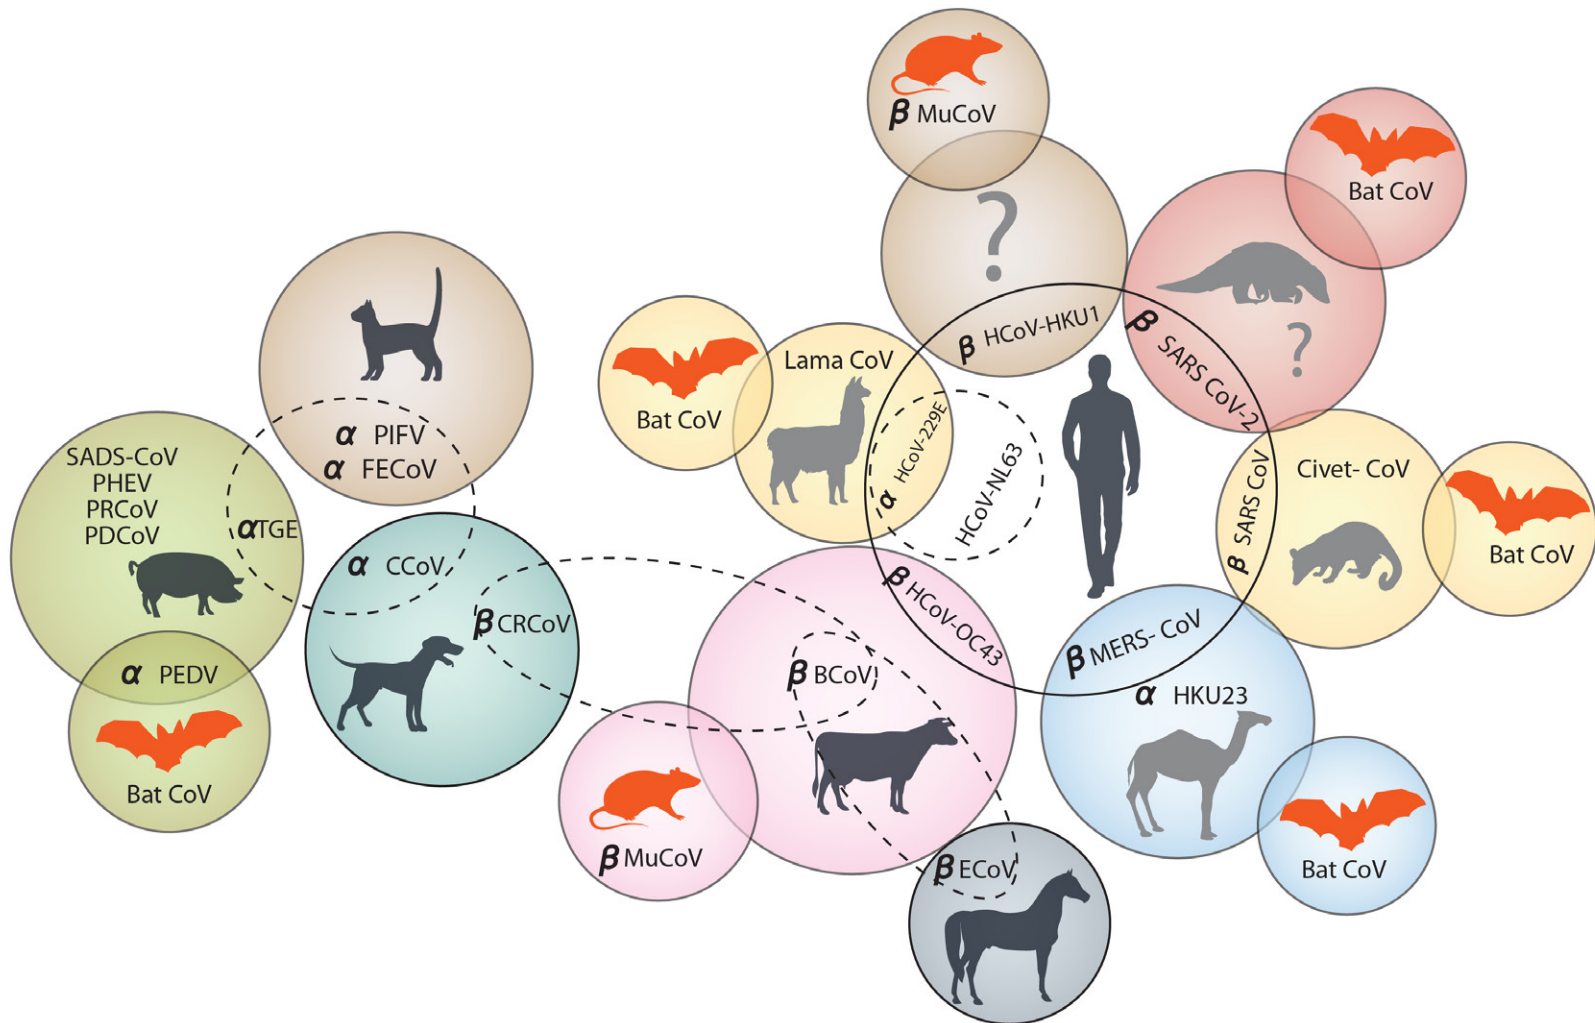 β MuCoV
?
β HCoV-HKU1
Bat CoV
β SARS CoV-2
?
Bat CoV
Lama CoV
α HCoV-229E
HCoV-NL63
β SARS CoV
Civet- CoV
Bat CoV
α PIFV
α FECoV
SADS-CoV
PHEV
PRCoV
PDCoV
αTGE
α CCoV
β CRCoV
α PEDV
Bat CoV
β HCoV-OC43
β BCoV
β MuCoV
β ECoV
β MERS- CoV
α HKU23
Bat CoV